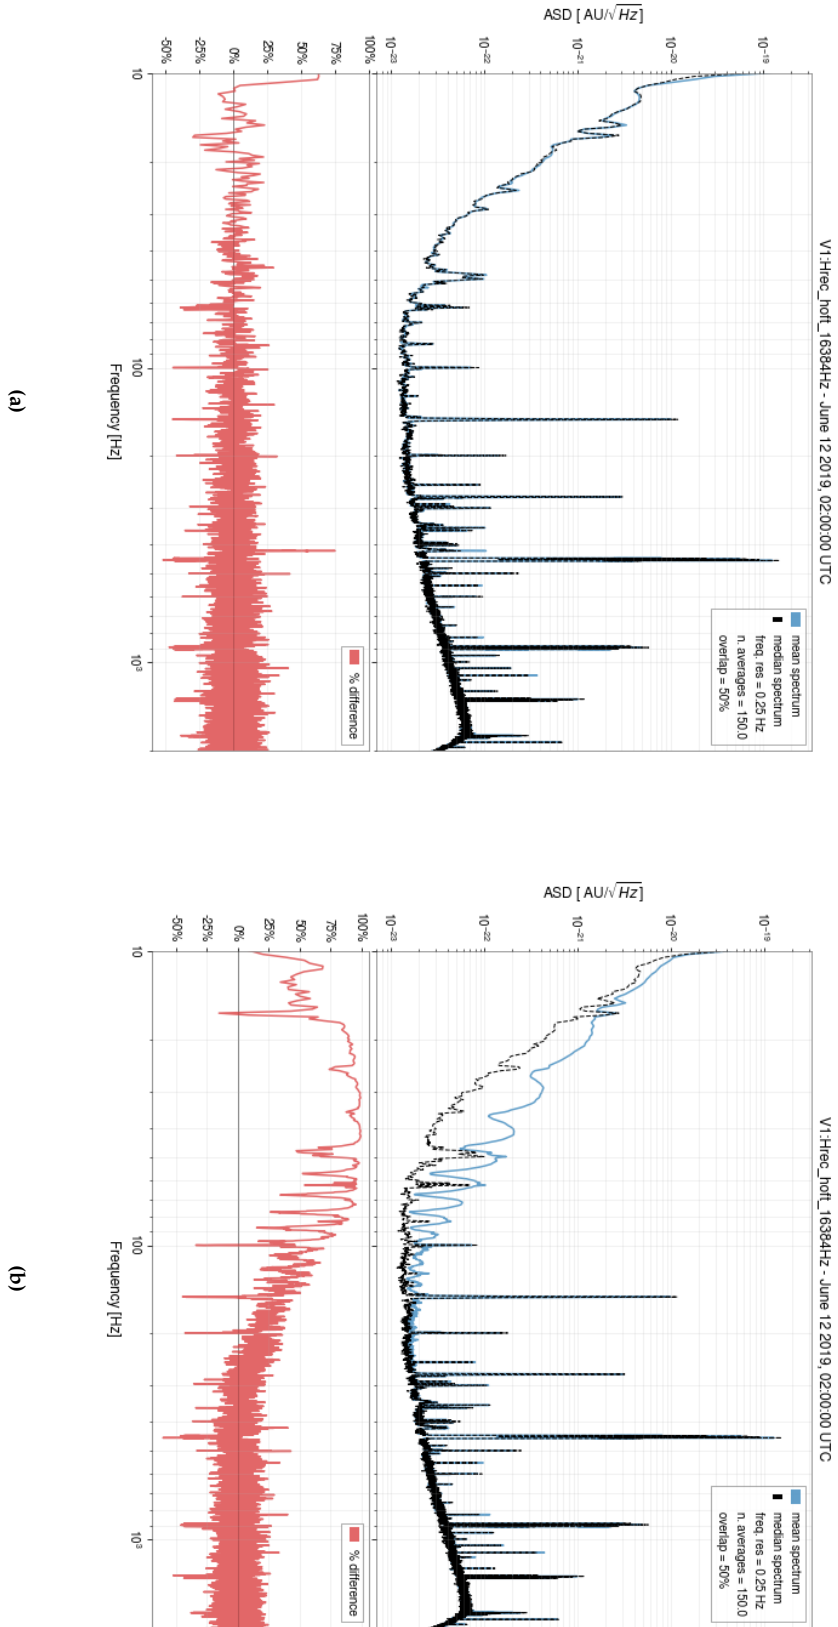 V1:Hrec_hoft_16384Hz - June 12 2019, 02:00:00 UTC
ASD [ AU/√Hz]
10⁻¹⁹
10⁻²⁰
10⁻²¹
10⁻²²
10⁻²³
mean spectrum
median spectrum
freq. res = 0.25 Hz
n. averages = 150.0
overlap = 50%
100%
75%
50%
25%
0%
-25%
-50%
% difference
10
100
10³
Frequency [Hz]
(a)
V1:Hrec_hoft_16384Hz - June 12 2019, 02:00:00 UTC
ASD [ AU/√Hz]
10⁻¹⁹
10⁻²⁰
10⁻²¹
10⁻²²
10⁻²³
mean spectrum
median spectrum
freq. res = 0.25 Hz
n. averages = 150.0
overlap = 50%
100%
75%
50%
25%
0%
-25%
-50%
% difference
10
100
10³
Frequency [Hz]
(b)